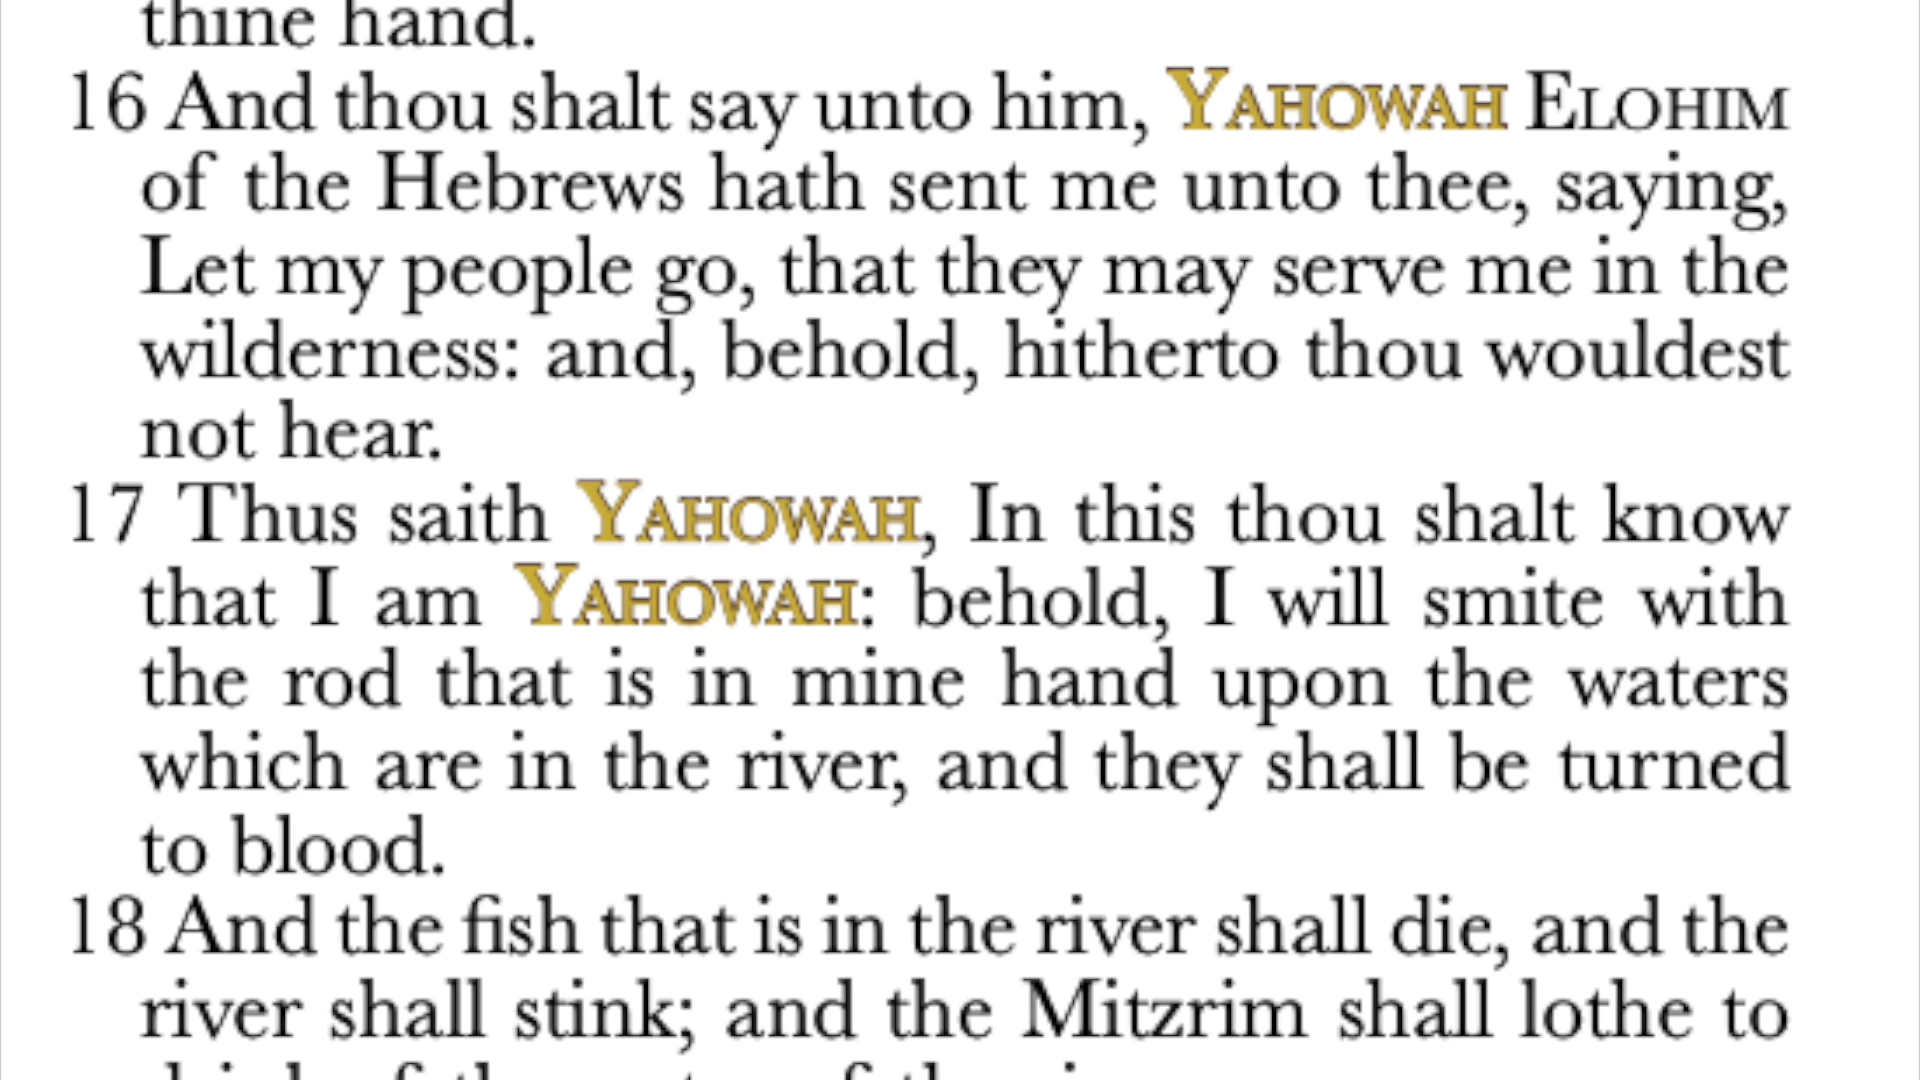 thine hand.
16 And thou shalt say unto him, YAHOWAH ELOHIM
of the Hebrews hath sent me unto thee, saying,
Let my people go, that they may serve me in the
wilderness: and, behold, hitherto thou wouldest
not hear.
17 Thus saith YAHOWAH, In this thou shalt know
that I am YAHOWAH: behold, I will smite with
the rod that is in mine hand upon the waters
which are in the river, and they shall be turned
to blood.
18 And the fish that is in the river shall die, and the
river shall stink; and the Mitzrim shall lothe to